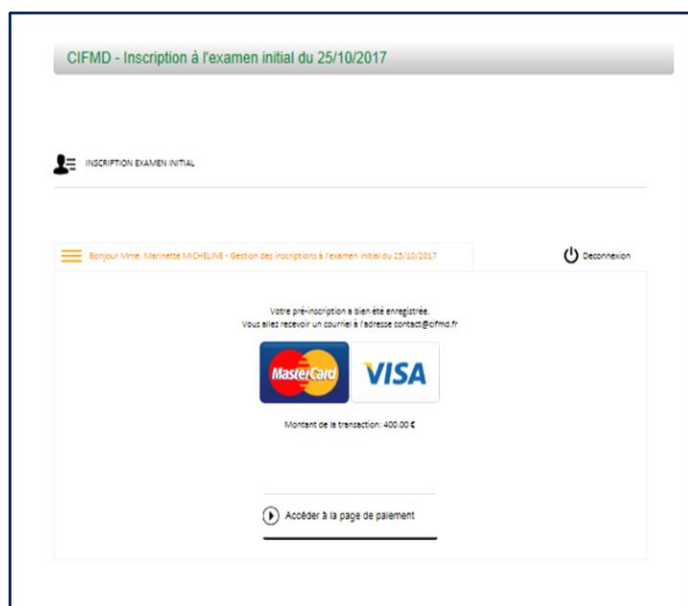 CIFMD - Inscription à l'examen initial du 25/10/2017
INSCRIPTION EXAMEN INITIAL
Bonjour Mme. Marinette MICHELINE - Gestion des inscriptions à l'examen initial du 25/10/2017
Deconnexion
Votre pré-inscription a bien été enregistrée.
Vous allez recevoir un courriel à l'adresse contact@cifmd.fr
MasterCard
VISA
Montant de la transaction: 400.00 €
Accéder à la page de paiement